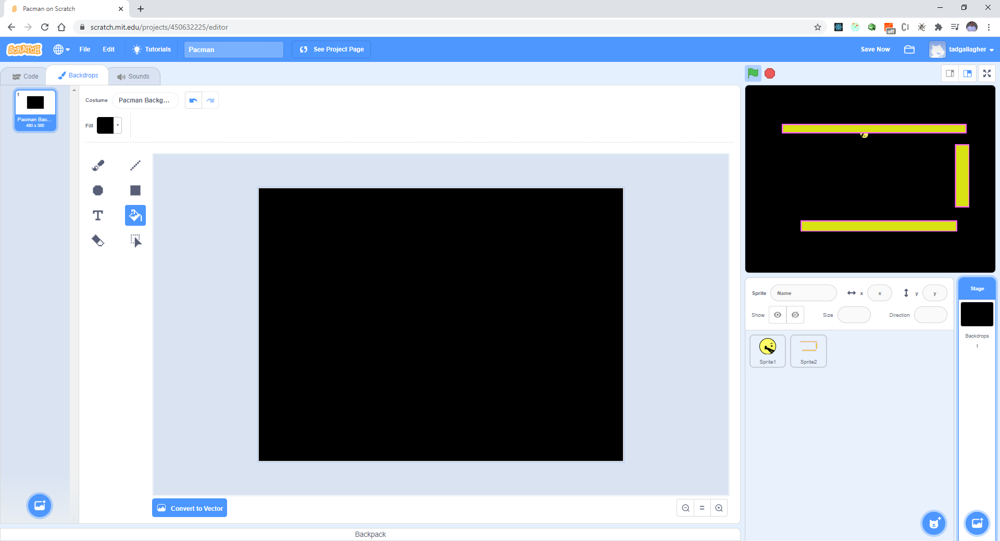 Pacman on Scratch
scratch.mit.edu/projects/450632225/editor
off
SCRATCH
File
Edit
Tutorials
Pacman
See Project Page
Save Now
tadgallagher
Code
Backdrops
Sounds
1
Pacman Bac...
480 x 360
Costume
Pacman Backg...
Fill
T
Convert to Vector
Backpack
Sprite
Name
x
x
y
y
Show
Size
Direction
Sprite1
Sprite2
Stage
Backdrops
1